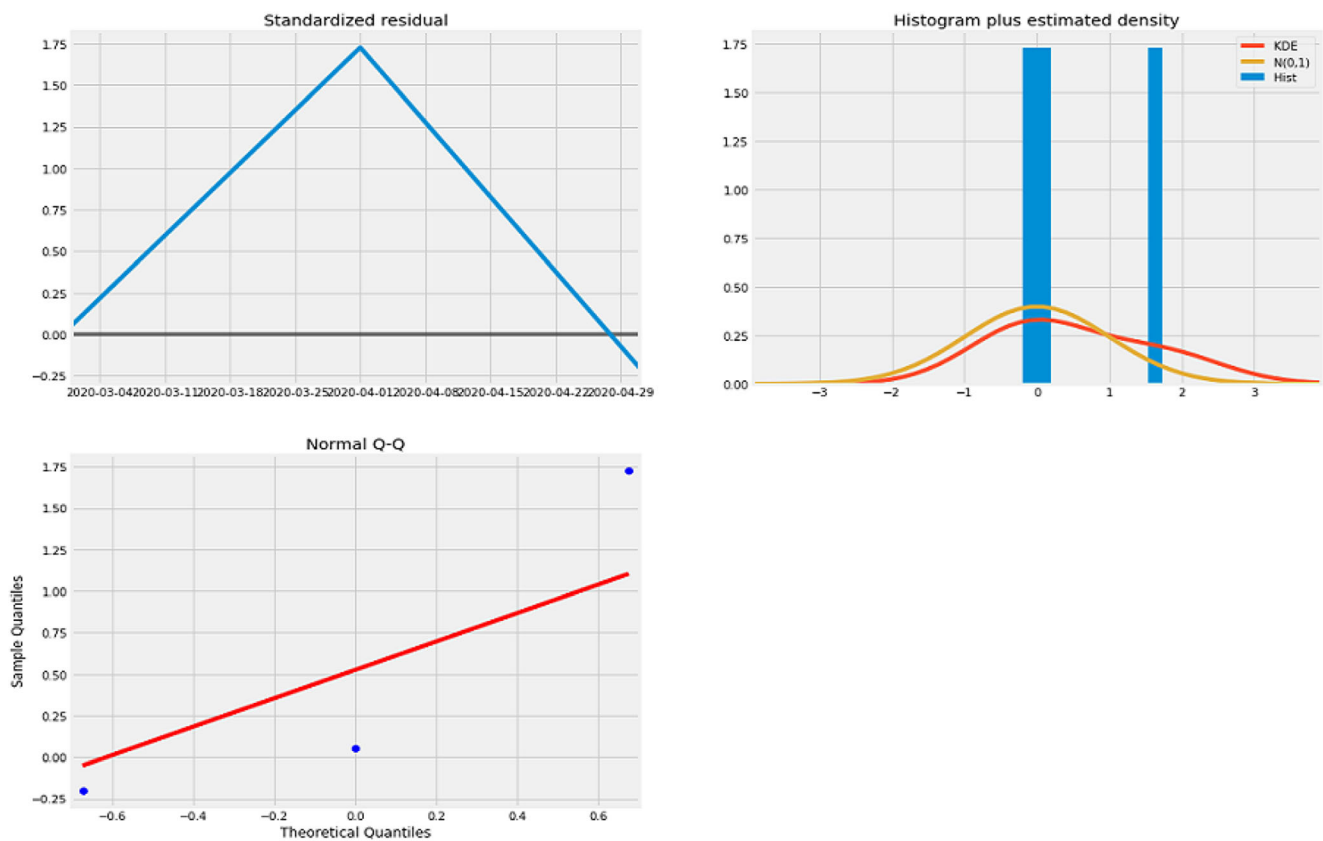 Standardized residual
1.75
1.50
1.25
1.00
0.75
0.50
0.25
0.00
−0.25
2020-03-04 2020-03-11 2020-03-18 2020-03-25 2020-04-01 2020-04-08 2020-04-15 2020-04-22 2020-04-29
Histogram plus estimated density
KDE
N(0,1)
Hist
1.75
1.50
1.25
1.00
0.75
0.50
0.25
0.00
−3 −2 −1 0 1 2 3
Normal Q-Q
Sample Quantiles
1.75
1.50
1.25
1.00
0.75
0.50
0.25
0.00
−0.25
−0.6 −0.4 −0.2 0.0 0.2 0.4 0.6
Theoretical Quantiles